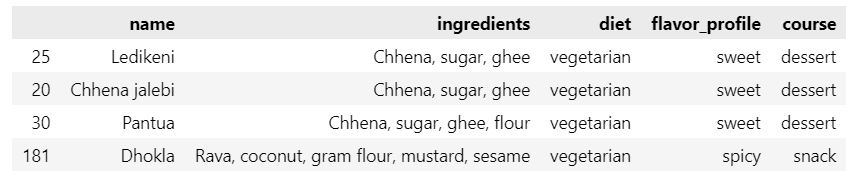 name ingredients diet flavor_profile course
25 Ledikeni Chhena, sugar, ghee vegetarian sweet dessert
20 Chhena jalebi Chhena, sugar, ghee vegetarian sweet dessert
30 Pantua Chhena, sugar, ghee, flour vegetarian sweet dessert
181 Dhokla Rava, coconut, gram flour, mustard, sesame vegetarian spicy snack